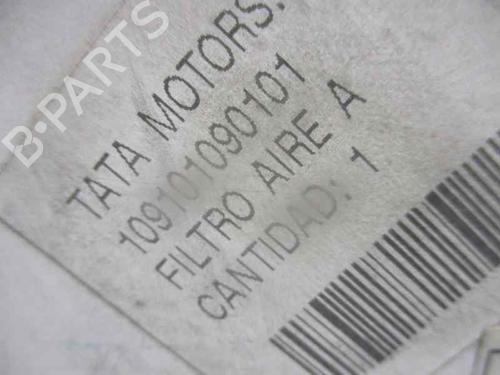 B-PARTS
TATA MOTORS.
109101090101
FILTRO AIRE A
CANTIDAD: 1